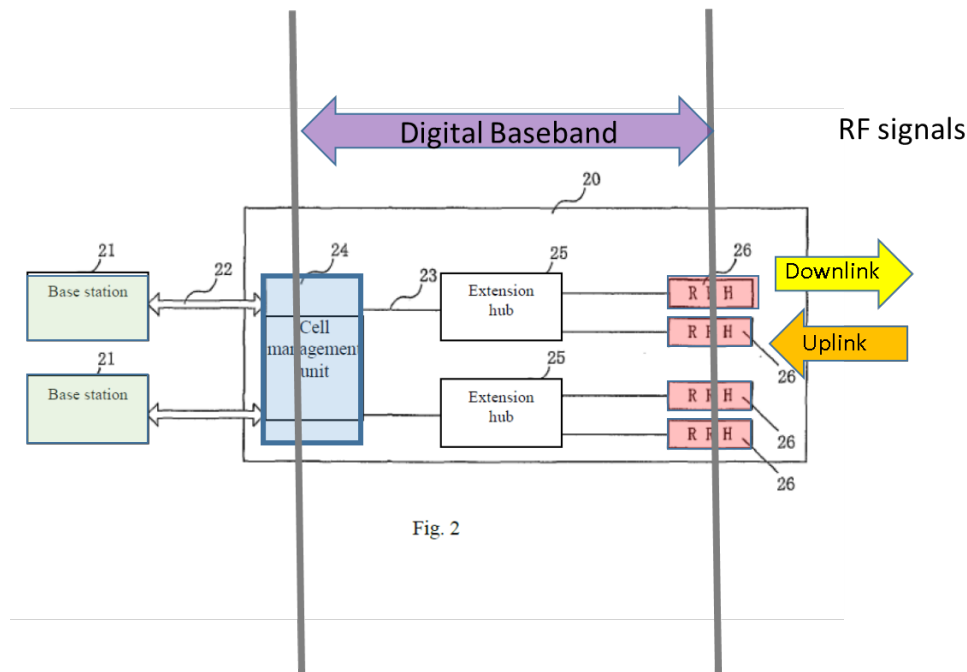 Digital Baseband
RF signals
20
21
22
24
23
25
26
Base station
Cell
management
unit
Extension
hub
R H
Downlink
R H
Uplink
26
21
25
Base station
Extension
hub
R H
26
R H
26
Fig. 2